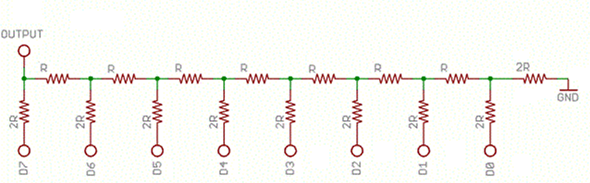 OUTPUT
R R R R R R R 2R
GND
2R 2R 2R 2R 2R 2R 2R 2R
D7 D6 D5 D4 D3 D2 D1 D0